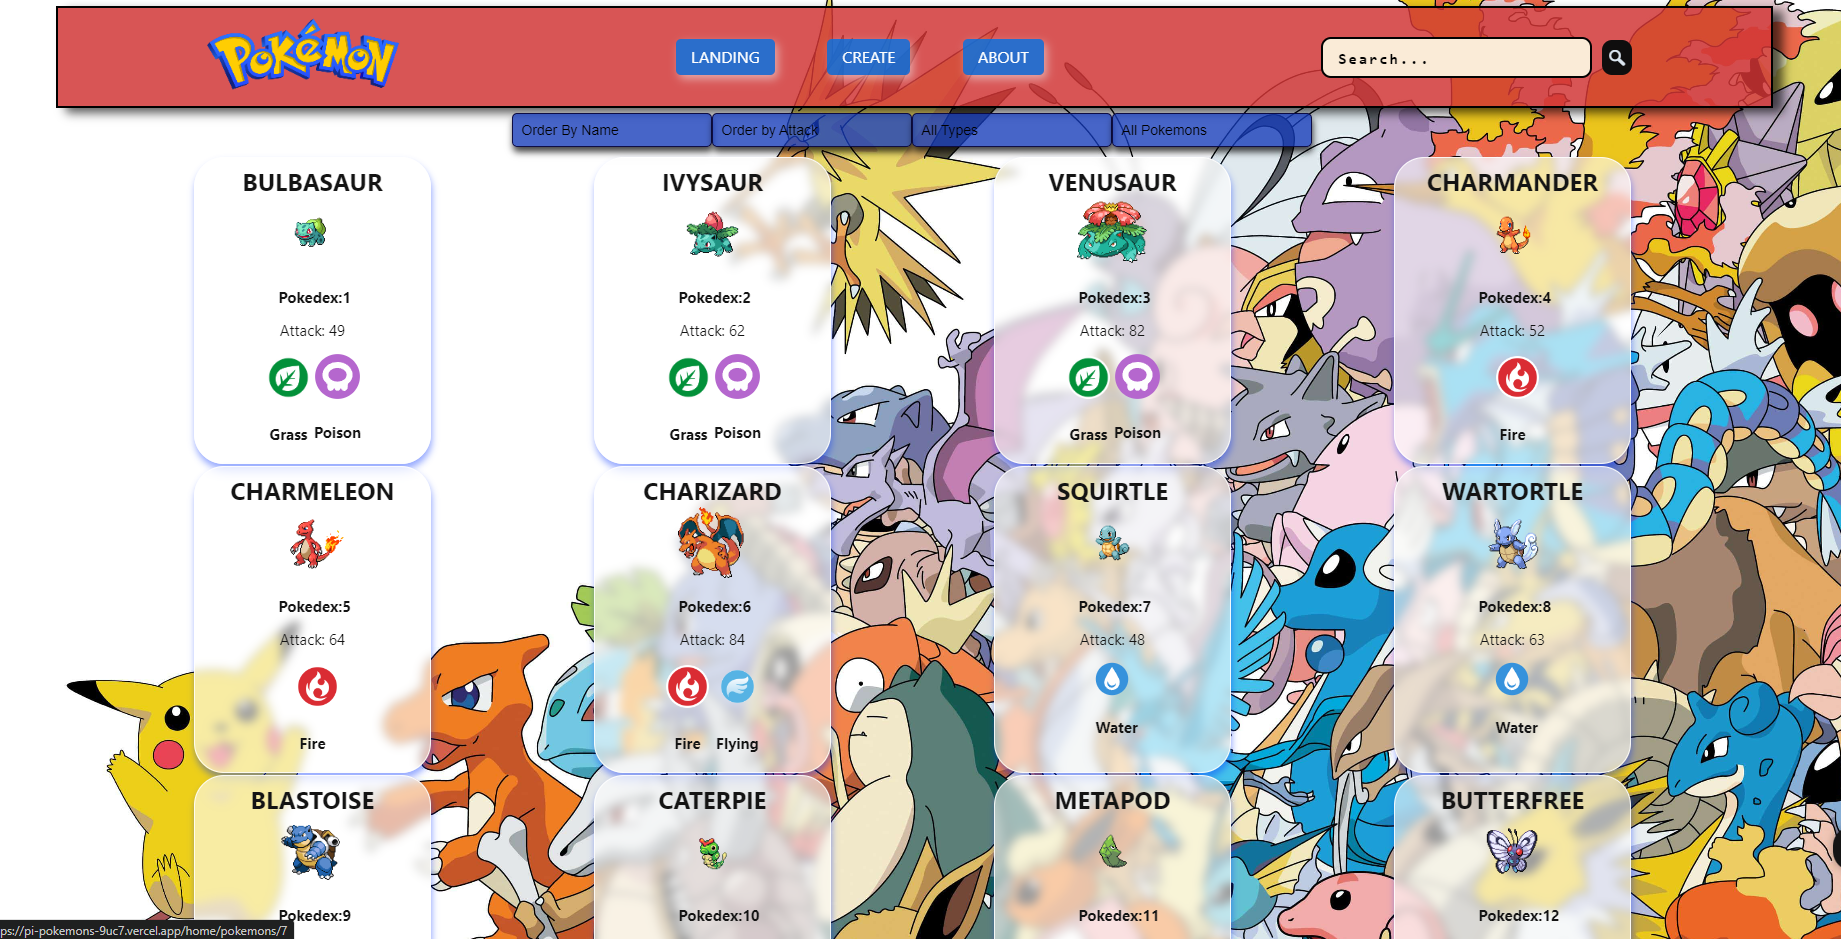 POKéMON
LANDING CREATE ABOUT Search...
Order By Name Order by Attack All Types All Pokemons
BULBASAUR IVYSAUR VENUSAUR CHARMANDER
Pokedex:1 Pokedex:2 Pokedex:3 Pokedex:4
Attack: 49 Attack: 62 Attack: 82 Attack: 52
Grass Poison Grass Poison Grass Poison Fire
CHARMELEON CHARIZARD SQUIRTLE WARTORTLE
Pokedex:5 Pokedex:6 Pokedex:7 Pokedex:8
Attack: 64 Attack: 84 Attack: 48 Attack: 63
Fire Fire Flying Water Water
BLASTOISE CATERPIE METAPOD BUTTERFREE
Pokedex:9 Pokedex:10 Pokedex:11 Pokedex:12
ps://pi-pokemons-9uc7.vercel.app/home/pokemons/7